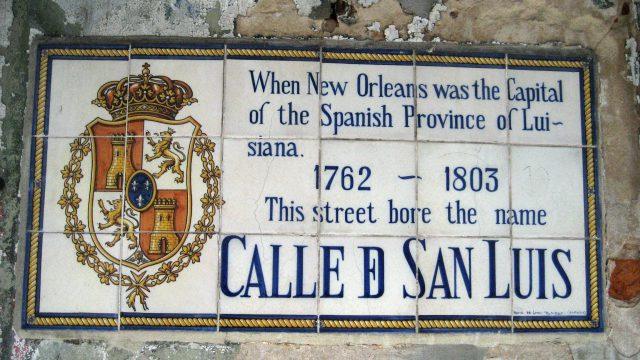 When New Orleans was the Capital
of the Spanish Province of Lui-
siana.
1762 ~ 1803
This street bore the name
CALLE D SAN LUIS